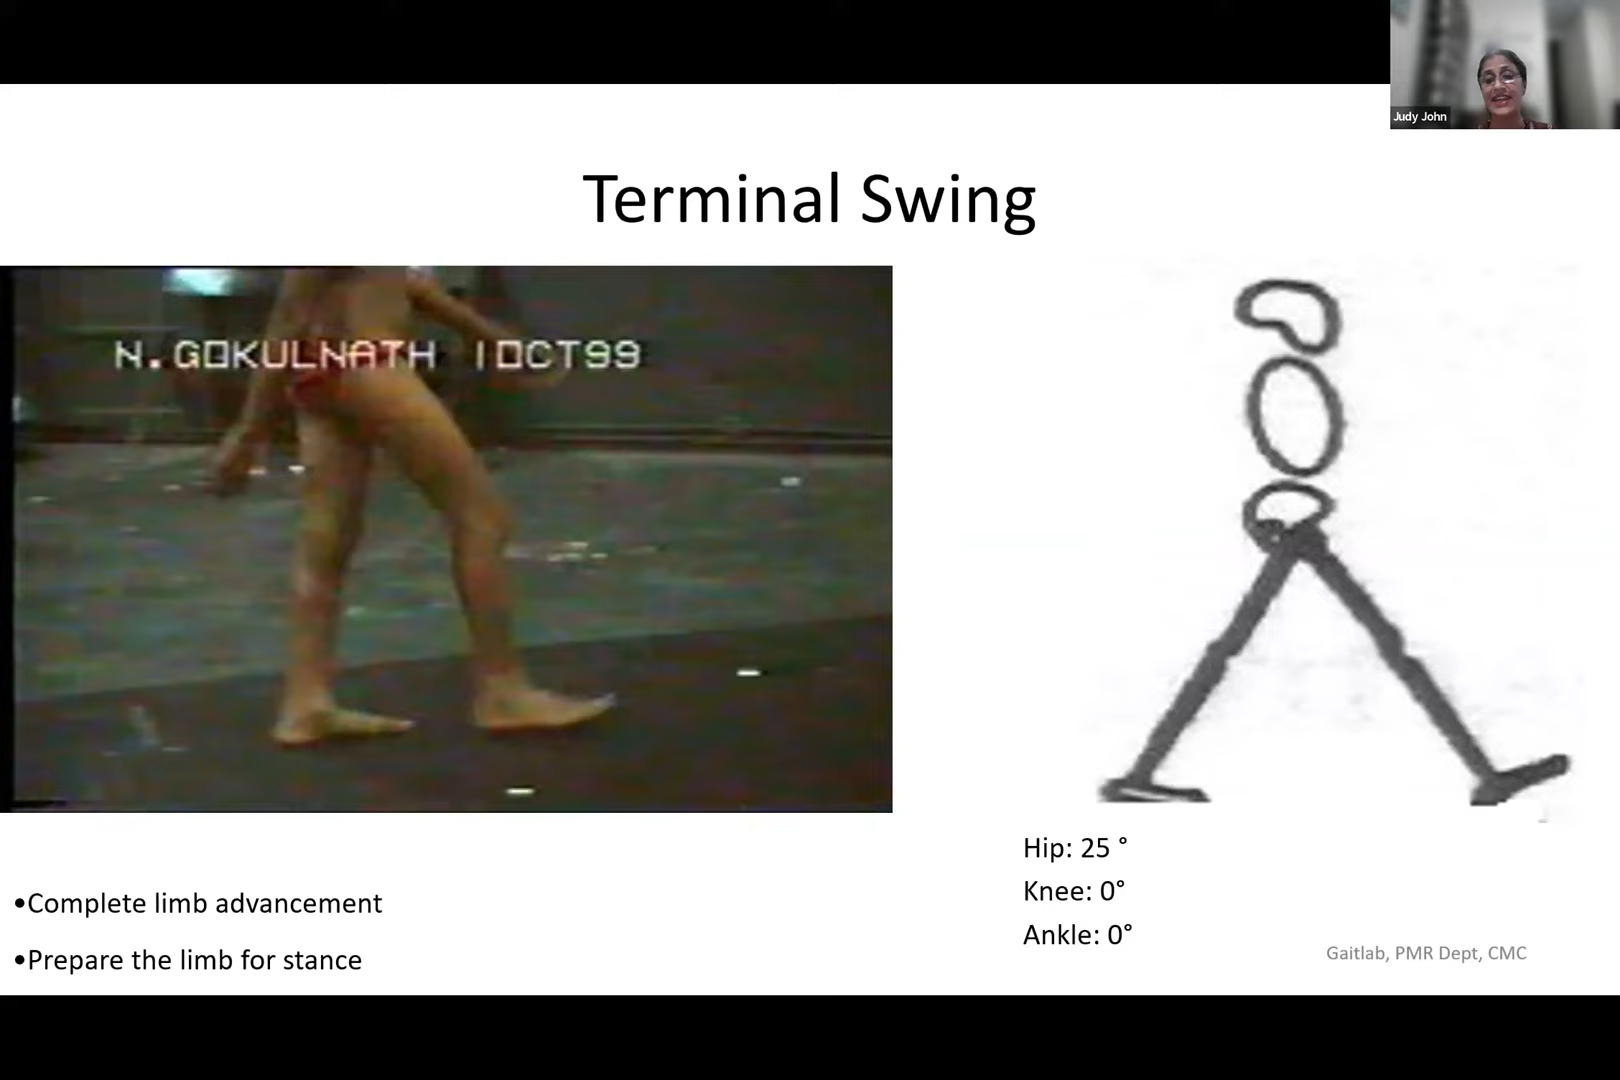 Judy John
Terminal Swing
N.GOKULNATH 1OCT99
Hip: 25 °
Knee: 0°
Ankle: 0°
•Complete limb advancement
•Prepare the limb for stance
Gaitlab, PMR Dept, CMC